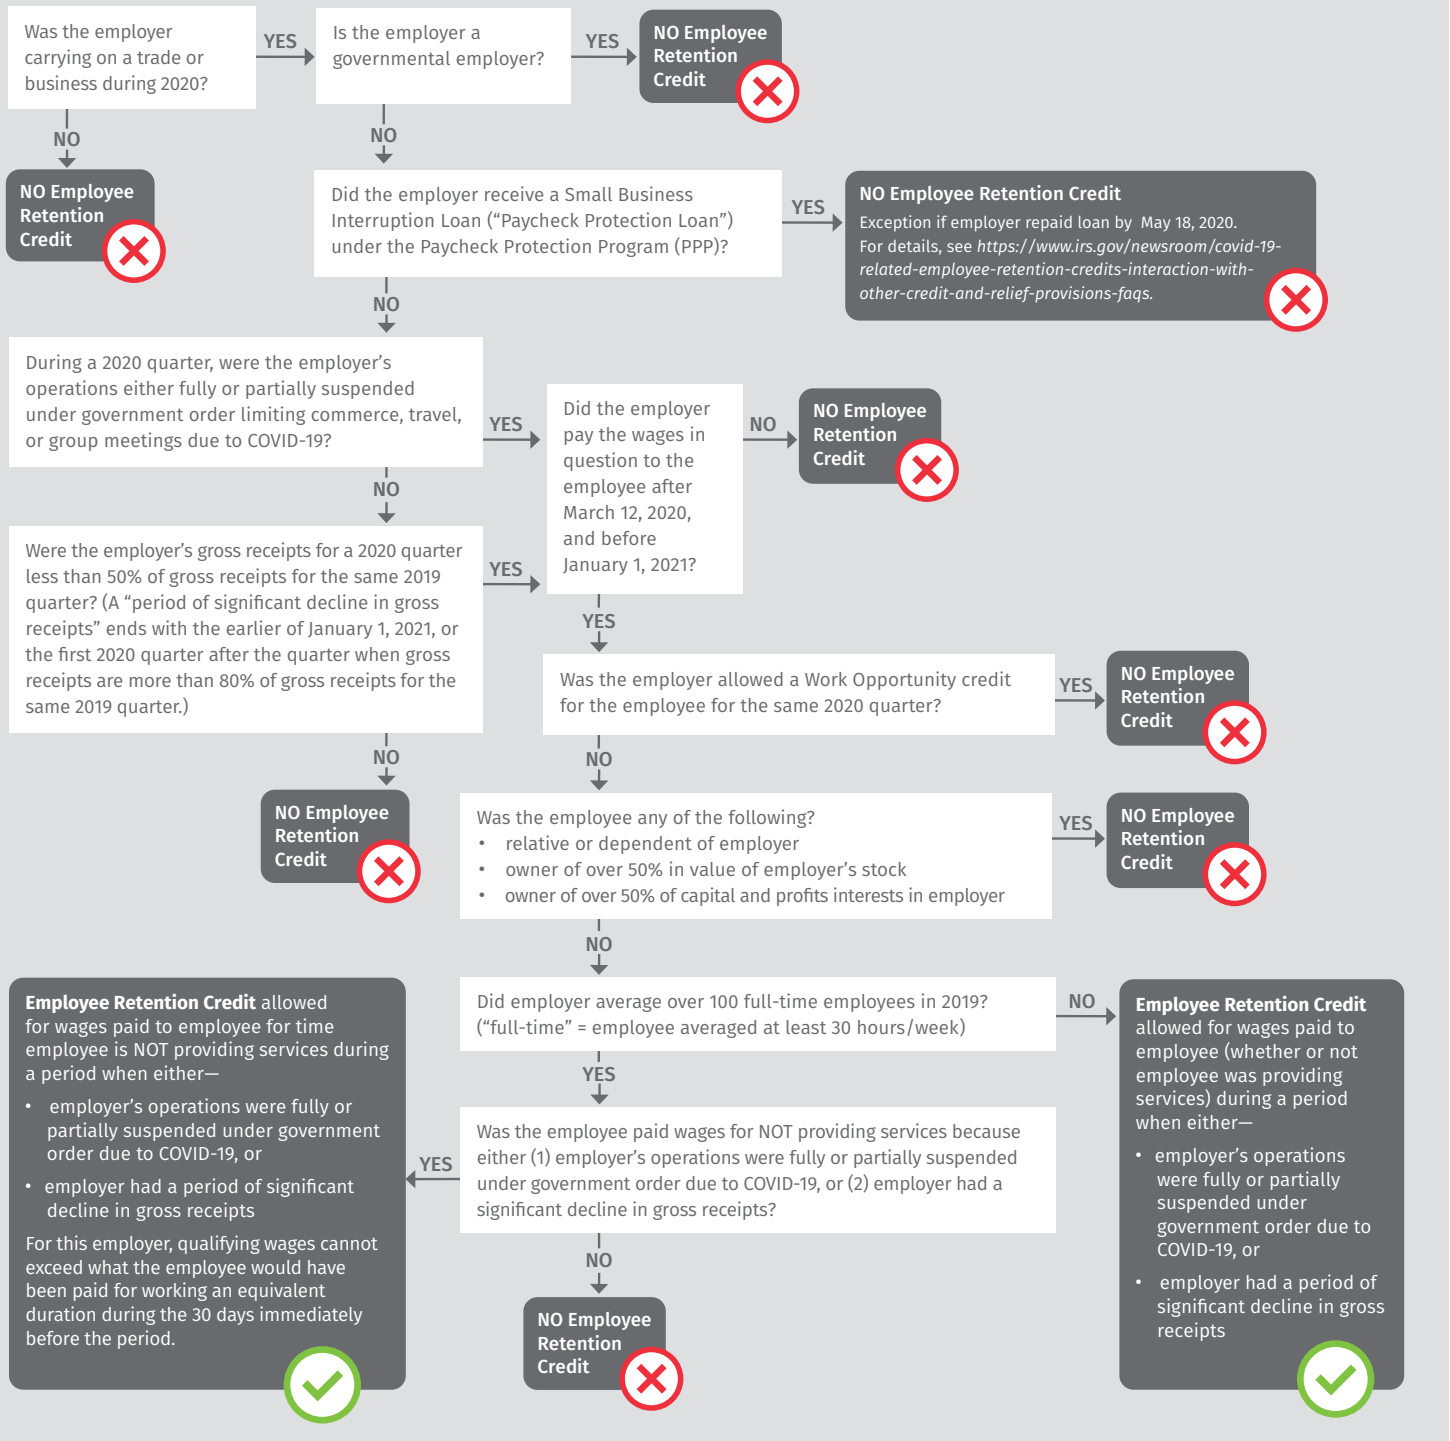 Was the employer
carrying on a trade or
business during 2020?
YES
Is the employer a
governmental employer?
YES
NO Employee
Retention
Credit
NO
NO Employee
Retention
Credit
NO
Did the employer receive a Small Business
Interruption Loan (“Paycheck Protection Loan”)
under the Paycheck Protection Program (PPP)?
YES
NO Employee Retention Credit
Exception if employer repaid loan by May 18, 2020.
For details, see https://www.irs.gov/newsroom/covid-19-
related-employee-retention-credits-interaction-with-
other-credit-and-relief-provisions-faqs.
NO
During a 2020 quarter, were the employer’s
operations either fully or partially suspended
under government order limiting commerce, travel,
or group meetings due to COVID-19?
YES
Did the employer
pay the wages in
question to the
employee after
March 12, 2020,
and before
January 1, 2021?
NO
NO Employee
Retention
Credit
NO
Were the employer’s gross receipts for a 2020 quarter
less than 50% of gross receipts for the same 2019
quarter? (A “period of significant decline in gross
receipts” ends with the earlier of January 1, 2021, or
the first 2020 quarter after the quarter when gross
receipts are more than 80% of gross receipts for the
same 2019 quarter.)
YES
YES
Was the employer allowed a Work Opportunity credit
for the employee for the same 2020 quarter?
YES
NO Employee
Retention
Credit
NO
NO Employee
Retention
Credit
NO
Was the employee any of the following?
• relative or dependent of employer
• owner of over 50% in value of employer’s stock
• owner of over 50% of capital and profits interests in employer
YES
NO Employee
Retention
Credit
NO
Did employer average over 100 full-time employees in 2019?
(“full-time” = employee averaged at least 30 hours/week)
NO
Employee Retention Credit
allowed for wages paid to
employee (whether or not
employee was providing
services) during a period
when either—
• employer’s operations
were fully or partially
suspended under
government order due to
COVID-19, or
• employer had a period of
significant decline in gross
receipts
YES
Was the employee paid wages for NOT providing services because
either (1) employer’s operations were fully or partially suspended
under government order due to COVID-19, or (2) employer had a
significant decline in gross receipts?
YES
Employee Retention Credit allowed
for wages paid to employee for time
employee is NOT providing services during
a period when either—
• employer’s operations were fully or
partially suspended under government
order due to COVID-19, or
• employer had a period of significant
decline in gross receipts
For this employer, qualifying wages cannot
exceed what the employee would have
been paid for working an equivalent
duration during the 30 days immediately
before the period.
NO
NO Employee
Retention
Credit